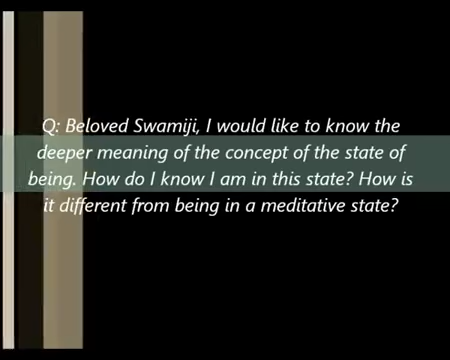 Q: Beloved Swamiji, I would like to know the
deeper meaning of the concept of the state of
being. How do I know I am in this state? How is
it different from being in a meditative state?